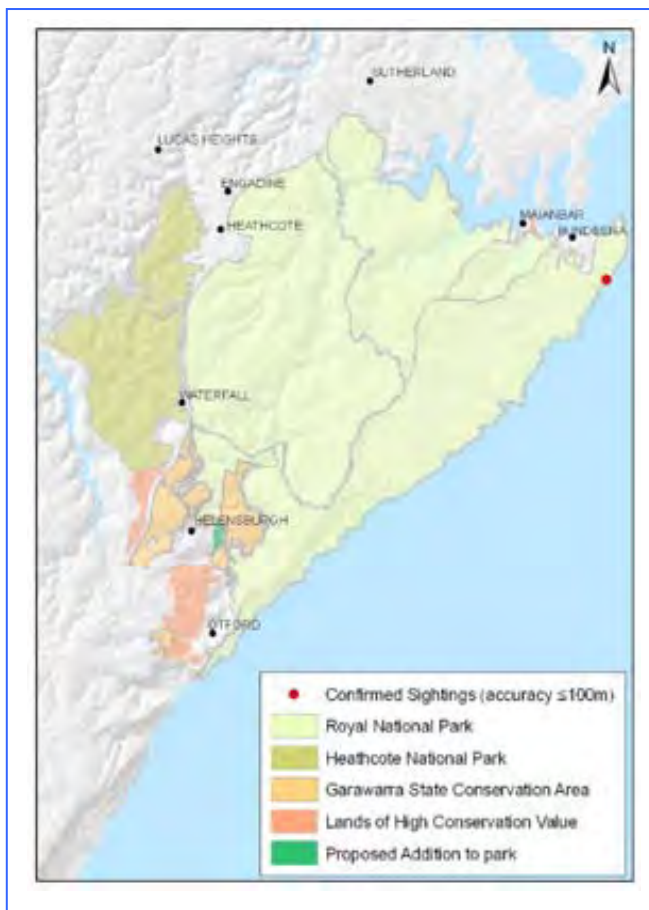 N
SUTHERLAND
LUCAS HEIGHTS
ENGADINE
HEATHCOTE
MAIANBAR
BUNDEENA
WATERFALL
HELENSBURGH
OTFORD
Confirmed Sightings (accuracy ≤100m)
Royal National Park
Heathcote National Park
Garawarra State Conservation Area
Lands of High Conservation Value
Proposed Addition to park